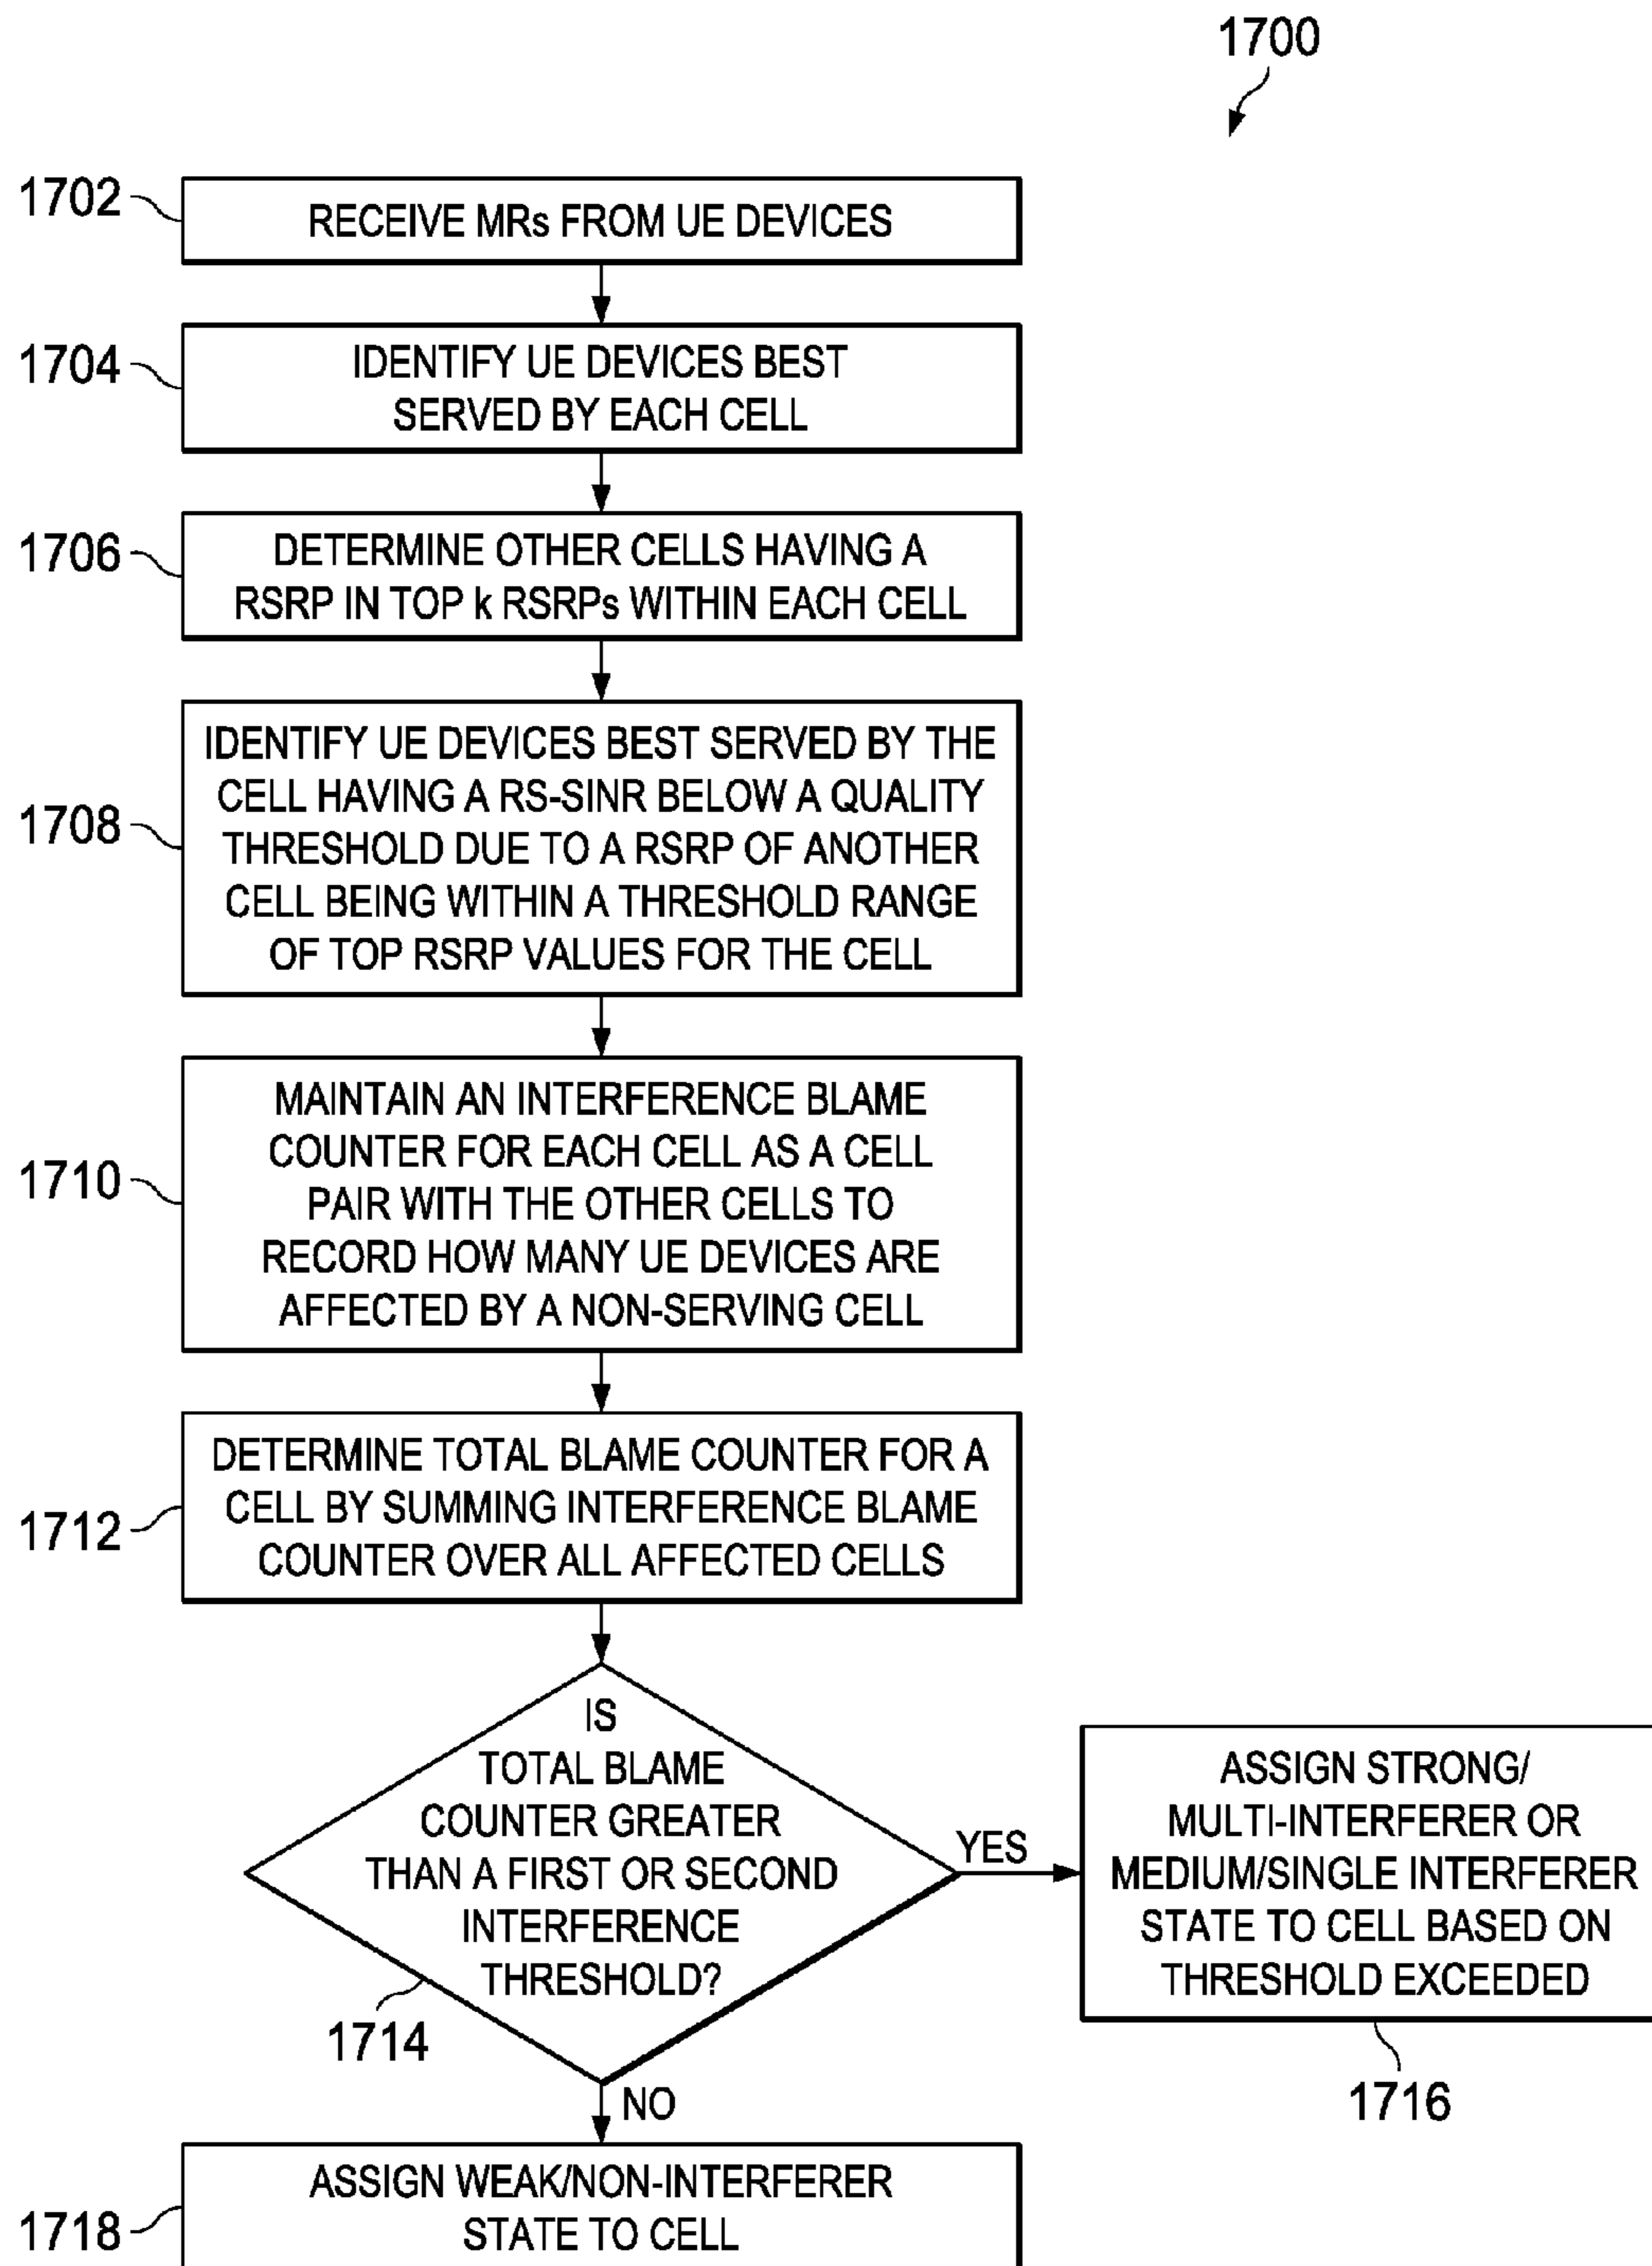 1700
1702
RECEIVE MRs FROM UE DEVICES
1704
IDENTIFY UE DEVICES BEST
SERVED BY EACH CELL
1706
DETERMINE OTHER CELLS HAVING A
RSRP IN TOP k RSRPs WITHIN EACH CELL
1708
IDENTIFY UE DEVICES BEST SERVED BY THE
CELL HAVING A RS-SINR BELOW A QUALITY
THRESHOLD DUE TO A RSRP OF ANOTHER
CELL BEING WITHIN A THRESHOLD RANGE
OF TOP RSRP VALUES FOR THE CELL
1710
MAINTAIN AN INTERFERENCE BLAME
COUNTER FOR EACH CELL AS A CELL
PAIR WITH THE OTHER CELLS TO
RECORD HOW MANY UE DEVICES ARE
AFFECTED BY A NON-SERVING CELL
1712
DETERMINE TOTAL BLAME COUNTER FOR A
CELL BY SUMMING INTERFERENCE BLAME
COUNTER OVER ALL AFFECTED CELLS
IS
TOTAL BLAME
COUNTER GREATER
THAN A FIRST OR SECOND
INTERFERENCE
THRESHOLD?
1714
YES
ASSIGN STRONG/
MULTI-INTERFERER OR
MEDIUM/SINGLE INTERFERER
STATE TO CELL BASED ON
THRESHOLD EXCEEDED
1716
NO
1718
ASSIGN WEAK/NON-INTERFERER
STATE TO CELL